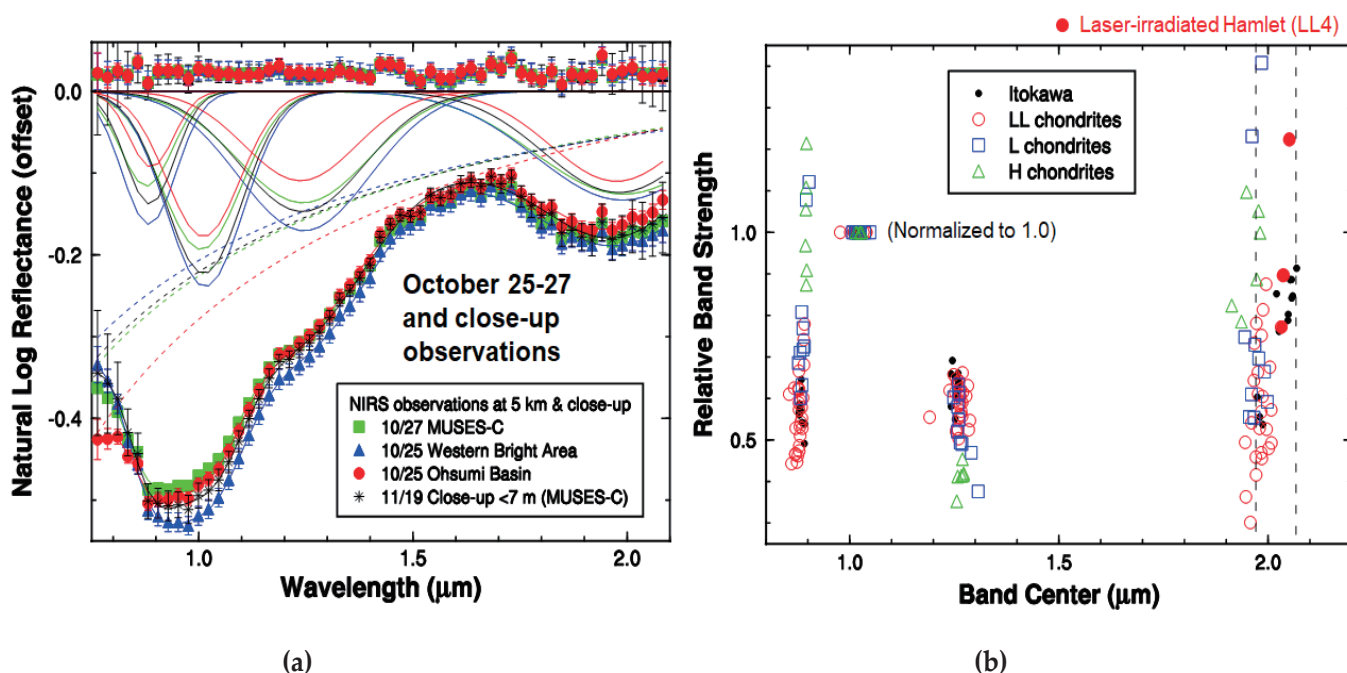 Laser-irradiated Hamlet (LL4)
0.0
-0.2
-0.4
Natural Log Reflectance (offset)
October 25-27
and close-up
observations
NIRS observations at 5 km & close-up
10/27 MUSES-C
10/25 Western Bright Area
10/25 Ohsumi Basin
11/19 Close-up <7 m (MUSES-C)
1.0 1.5 2.0
Wavelength (μm)
(a)
Itokawa
LL chondrites
L chondrites
H chondrites
(Normalized to 1.0)
1.0
0.5
Relative Band Strength
1.0 1.5 2.0
Band Center (μm)
(b)